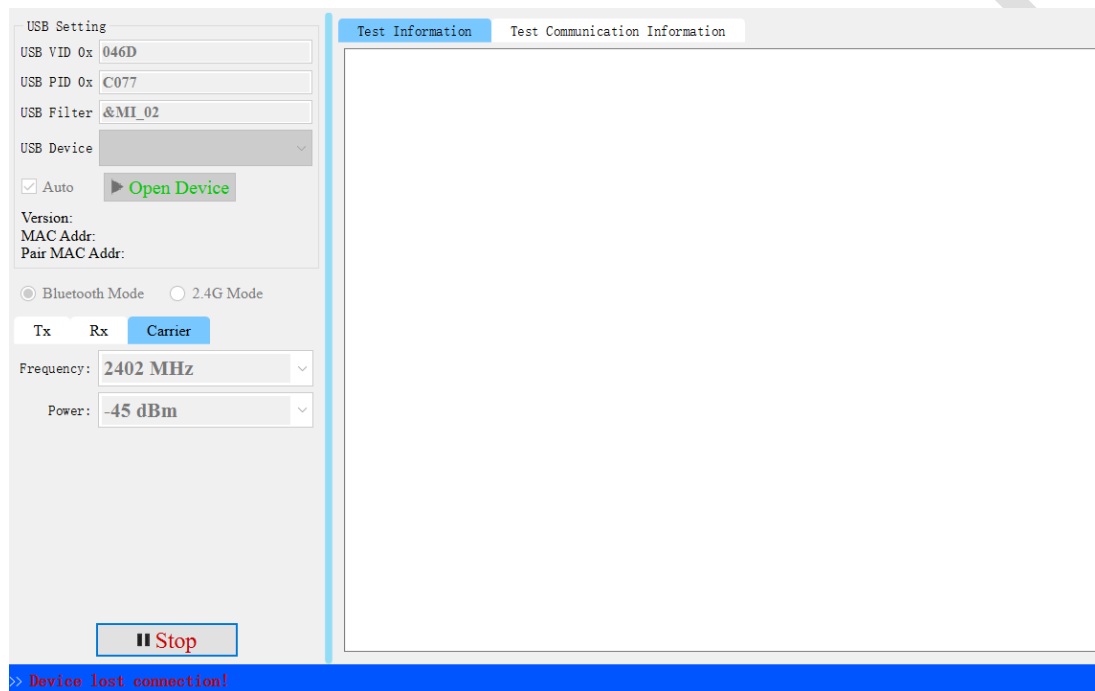 USB Setting
USB VID 0x 046D
USB PID 0x C077
USB Filter &MI_02
USB Device
Auto Open Device
Version:
MAC Addr:
Pair MAC Addr:
Bluetooth Mode 2.4G Mode
Tx Rx Carrier
Frequency: 2402 MHz
Power: -45 dBm
Stop
Test Information Test Communication Information
>> Device lost connection!